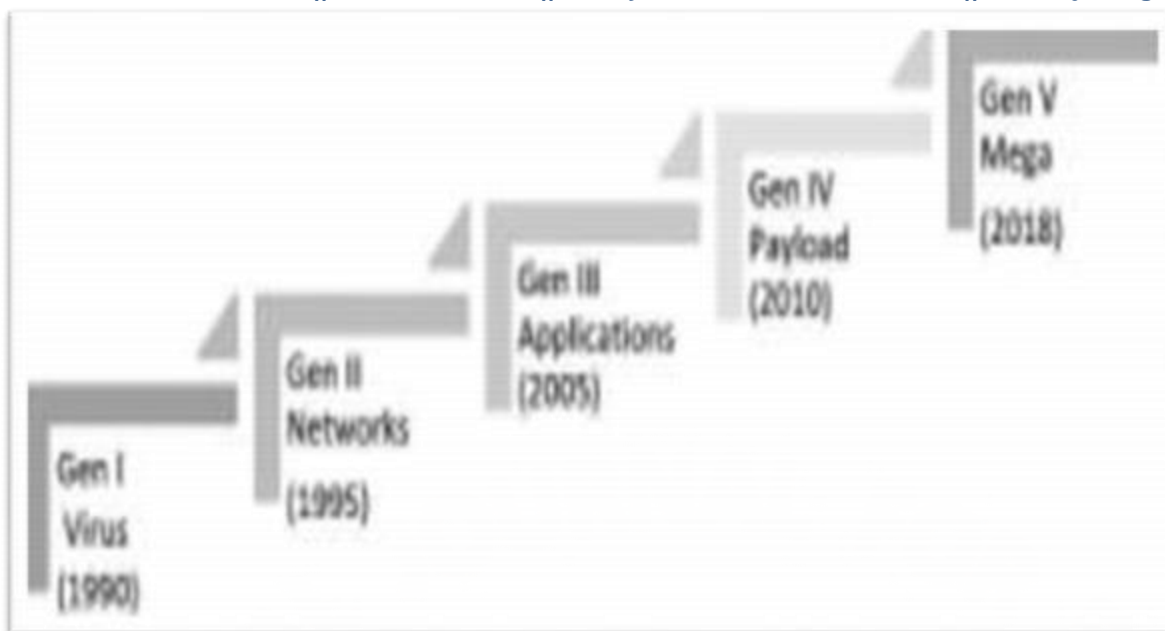 Gen I
Virus
(1990)
Gen II
Networks
(1995)
Gen III
Applications
(2005)
Gen IV
Payload
(2010)
Gen V
Mega
(2018)